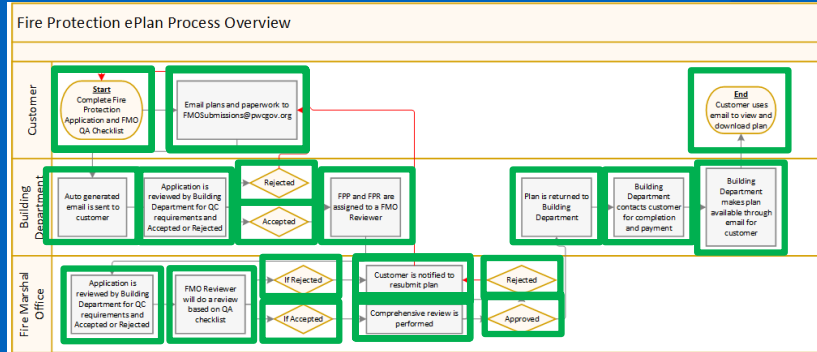 Fire Protection ePlan Process Overview
Customer
Start
Complete Fire
Protection
Application and FMO
QA Checklist
Email plans and paperwork to
FMOSubmissions@pwcgov.org
End
Customer uses
email to view and
download plan
Building
Department
Auto generated
email is sent to
customer
Application is
reviewed by Building
Department for QC
requirements and
Accepted or Rejected
Rejected
Accepted
FPP and FPR are
assigned to a FMO
Reviewer
Plan is returned to
Building
Department
Building
Department
contacts customer
for completion
and payment
Building
Department
makes plan
available through
email for
customer
Fire Marshal
Office
Application is
reviewed by Building
Department for QC
requirements and
Accepted or Rejected
FMO Reviewer
will do a review
based on QA
checklist
If Rejected
If Accepted
Customer is notified to
resubmit plan
Comprehensive review is
performed
Rejected
Approved